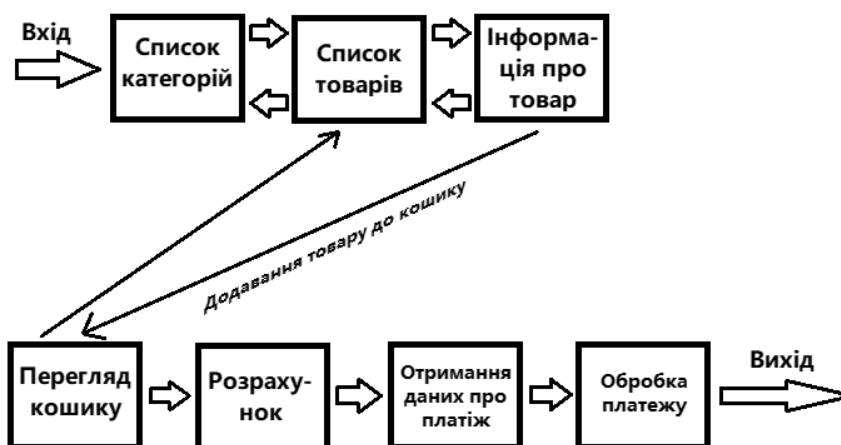 Вхід
Список
категорій
Список
товарів
Інформа-
ція про
товар
Додавання товару до кошику
Перегляд
кошику
Розраху-
нок
Отримання
даних про
платіж
Обробка
платежу
Вихід